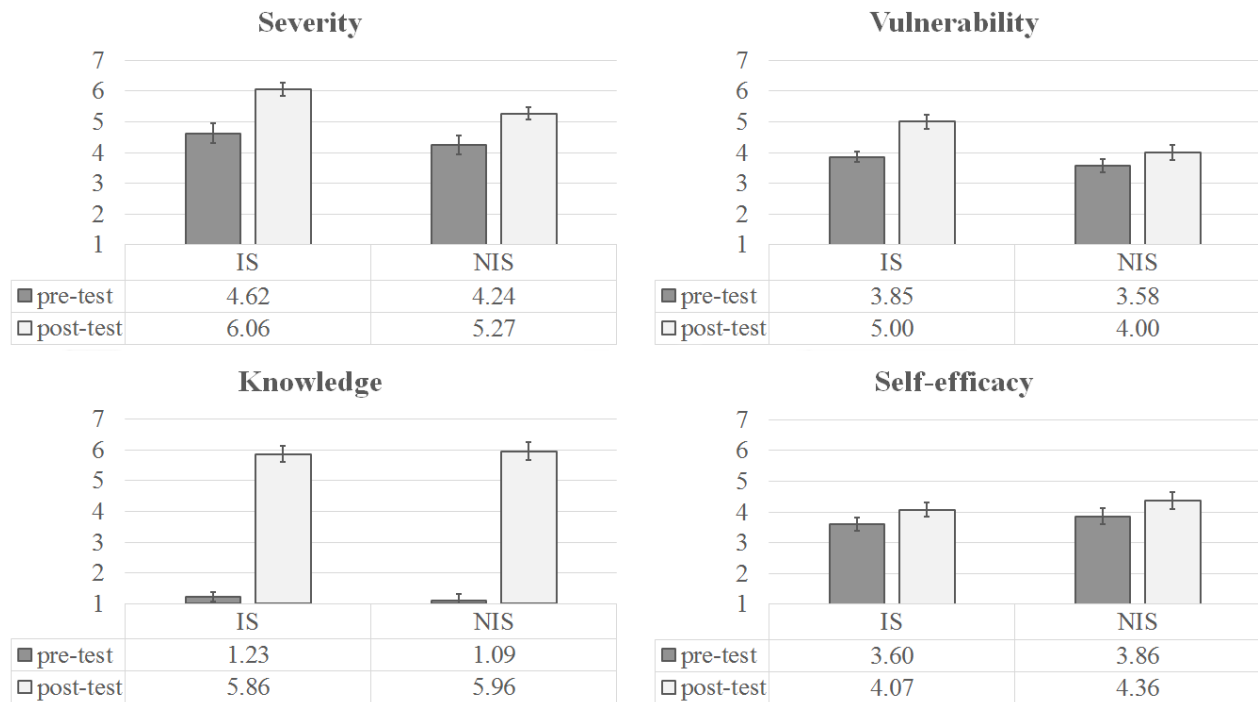 Severity
7
6
5
4
3
2
1
IS NIS
pre-test 4.62 4.24
post-test 6.06 5.27
Vulnerability
7
6
5
4
3
2
1
IS NIS
pre-test 3.85 3.58
post-test 5.00 4.00
Knowledge
7
6
5
4
3
2
1
IS NIS
pre-test 1.23 1.09
post-test 5.86 5.96
Self-efficacy
7
6
5
4
3
2
1
IS NIS
pre-test 3.60 3.86
post-test 4.07 4.36